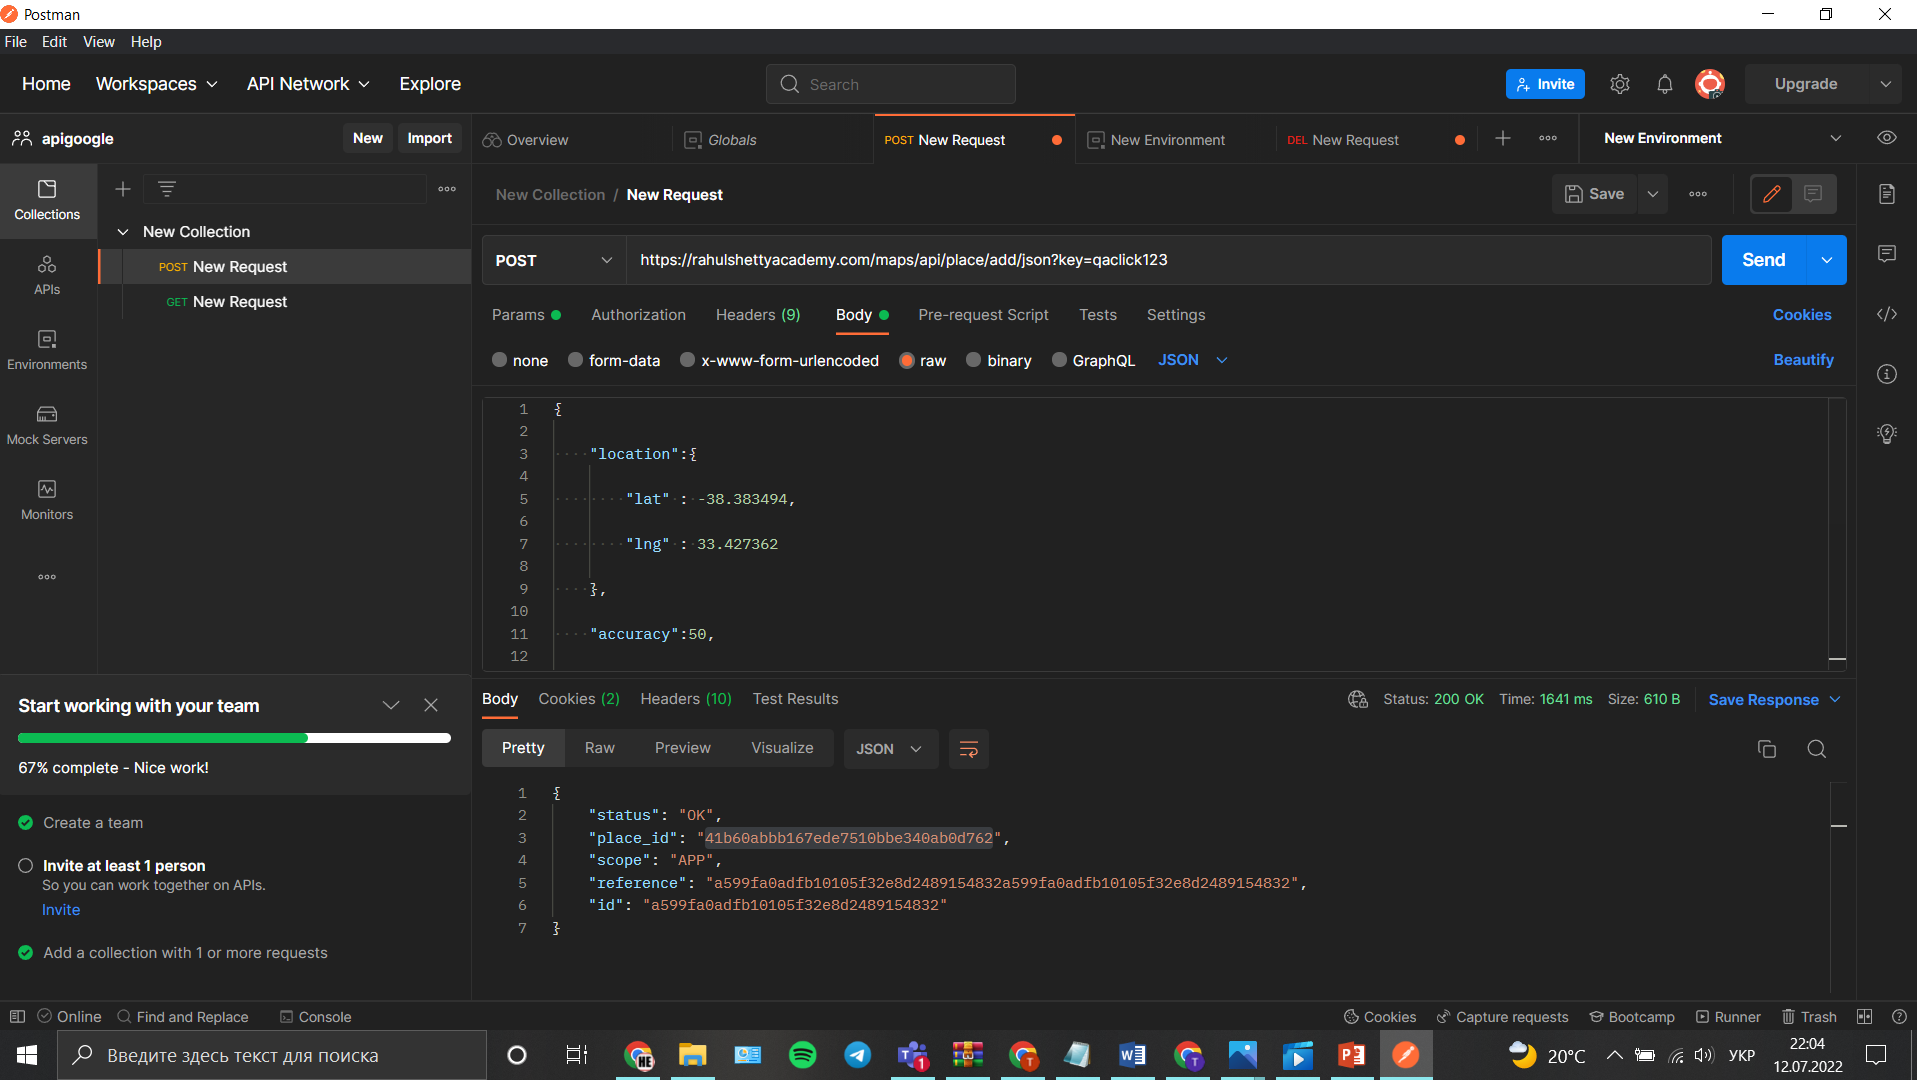 Postman
File Edit View Help
Home Workspaces API Network Explore Search Invite Upgrade
apigoogle New Import
Overview Globals POST New Request New Environment DEL New Request New Environment
Collections
APIs
Environments
Mock Servers
Monitors
New Collection
POST New Request
GET New Request
New Collection / New Request Save
POST https://rahulshettyacademy.com/maps/api/place/add/json?key=qaclick123 Send
Params Authorization Headers (9) Body Pre-request Script Tests Settings Cookies
none form-data x-www-form-urlencoded raw binary GraphQL JSON Beautify
1 {
2
3 "location":{
4
5 "lat" : -38.383494,
6
7 "lng" : 33.427362
8
9 },
10
11 "accuracy":50,
12
Start working with your team
67% complete - Nice work!
Create a team
Invite at least 1 person
So you can work together on APIs.
Invite
Add a collection with 1 or more requests
Body Cookies (2) Headers (10) Test Results Status: 200 OK Time: 1641 ms Size: 610 B Save Response
Pretty Raw Preview Visualize JSON
1 {
2 "status": "OK",
3 "place_id": "41b60abbb167ede7510bbe340ab0d762",
4 "scope": "APP",
5 "reference": "a599fa0adfb10105f32e8d2489154832a599fa0adfb10105f32e8d2489154832",
6 "id": "a599fa0adfb10105f32e8d2489154832"
7 }
Online Find and Replace Console Cookies Capture requests Bootcamp Runner Trash
Введите здесь текст для поиска
HE
T
1
T
20°C
УКР
22:04
12.07.2022